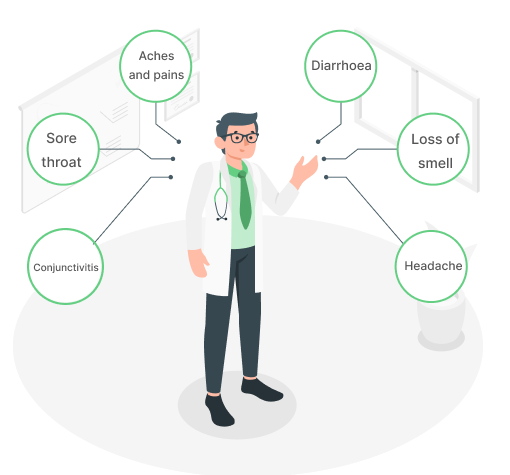 Aches
and pains
Diarrhoea
Sore
throat
Loss of
smell
Conjunctivitis
Headache